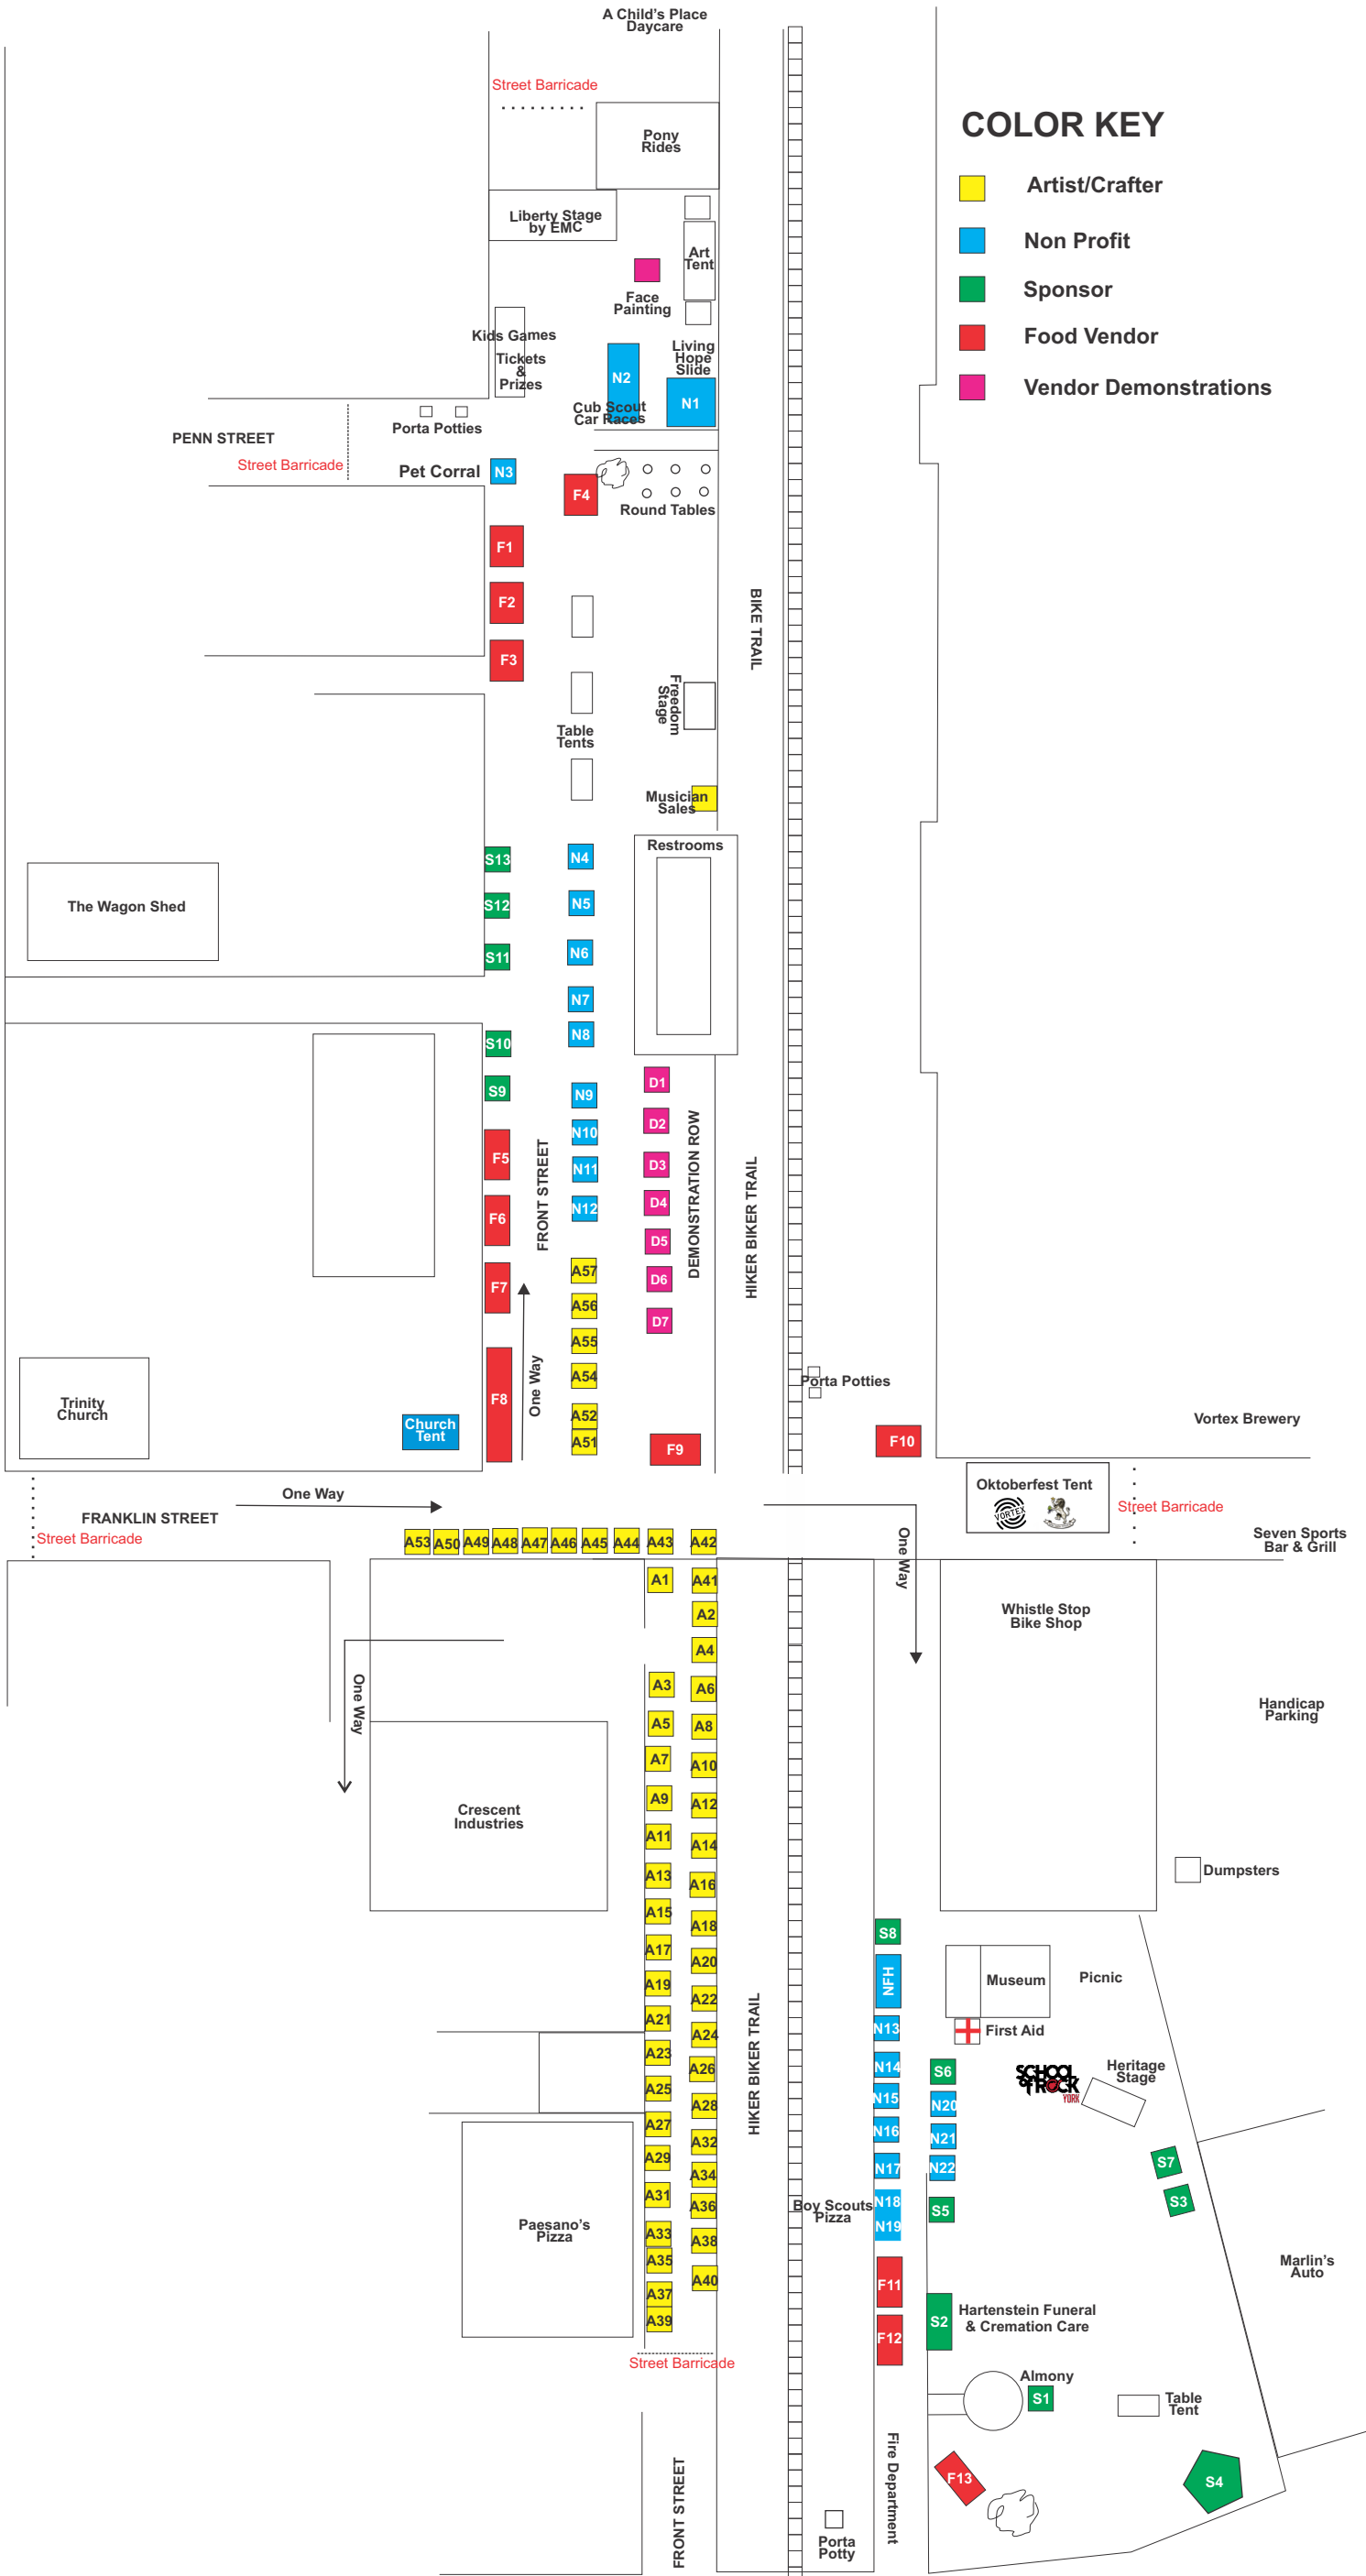 A Child's Place
Daycare
Street Barricade
Pony
Rides
COLOR KEY
Artist/Crafter
Non Profit
Sponsor
Food Vendor
Vendor Demonstrations
Liberty Stage
by EMC
Art
Tent
Face
Painting
Kids Games
Tickets
&
Prizes
Living
Hope
Slide
N2
N1
Cub Scout
Car Races
Porta Potties
PENN STREET
Street Barricade
Pet Corral
N3
F4
Round Tables
F1
F2
F3
BIKE TRAIL
Freedom
Stage
Table
Tents
Musician
Sales
Restrooms
S13
N4
The Wagon Shed
S12
N5
S11
N6
N7
S10
N8
D1
S9
N9
D2
N10
F5
N11
D3
F6
N12
D4
FRONT STREET
DEMONSTRATION ROW
HIKER BIKER TRAIL
D5
A57
D6
F7
A56
D7
A55
One Way
A54
Porta Potties
Trinity
Church
Church
Tent
F8
A52
A51
F9
F10
Vortex Brewery
Oktoberfest Tent
VORTEX
One Way
FRANKLIN STREET
Street Barricade
Street Barricade
Seven Sports
Bar & Grill
A53
A50
A49
A48
A47
A46
A45
A44
A43
A42
One Way
A1
A41
A2
Whistle Stop
Bike Shop
A4
A3
A6
One Way
Handicap
Parking
A5
A8
A7
A10
A9
A12
Crescent
Industries
A11
A14
A13
A16
Dumpsters
A15
A18
S8
A17
A20
NFH
Museum
Picnic
A19
A22
A21
A24
N13
First Aid
HIKER BIKER TRAIL
A23
A26
N14
S6
SCHOOL
of ROCK
YORK
Heritage
Stage
A25
A28
N15
N20
A27
A32
N16
N21
A29
A34
N17
N22
S7
A31
A36
Boy Scouts
Pizza
N18
N19
S5
S3
Paesano's
Pizza
A33
A38
A35
A40
F11
Marlin's
Auto
A37
A39
S2
Hartenstein Funeral
& Cremation Care
F12
Street Barricade
Almony
S1
Table
Tent
FRONT STREET
Fire Department
F13
S4
Porta
Potty